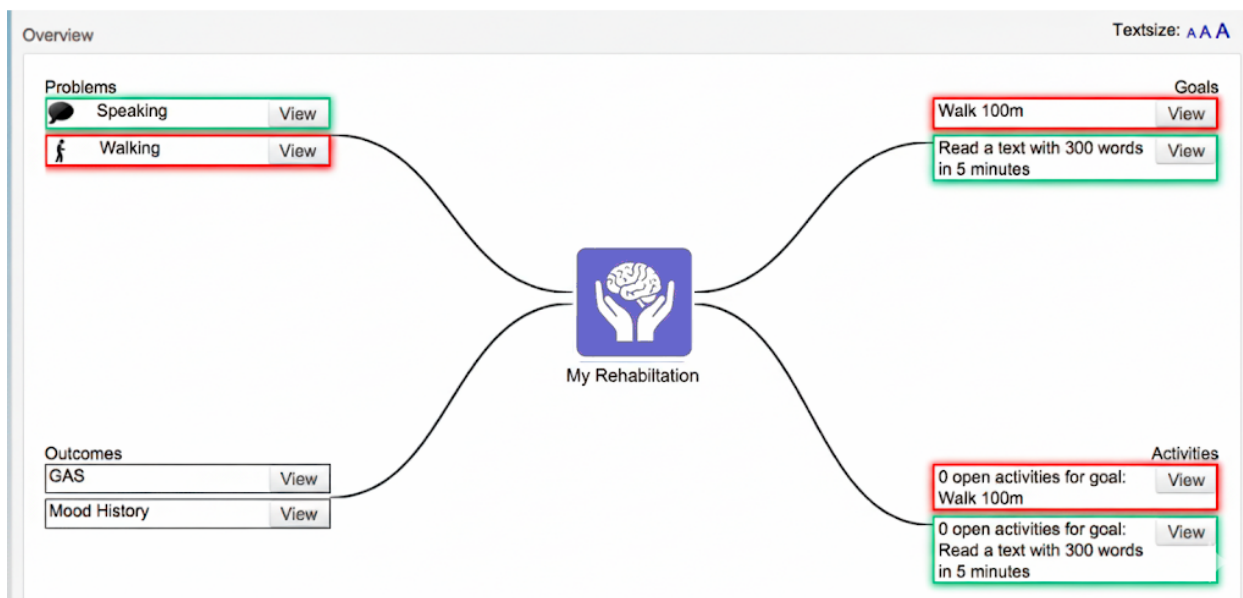 Overview
Textsize: A A A
Problems
Speaking View
Walking View
Goals
Walk 100m View
Read a text with 300 words View
in 5 minutes
My Rehabiltation
Outcomes
GAS View
Mood History View
Activities
0 open activities for goal: View
Walk 100m
0 open activities for goal: View
Read a text with 300 words
in 5 minutes